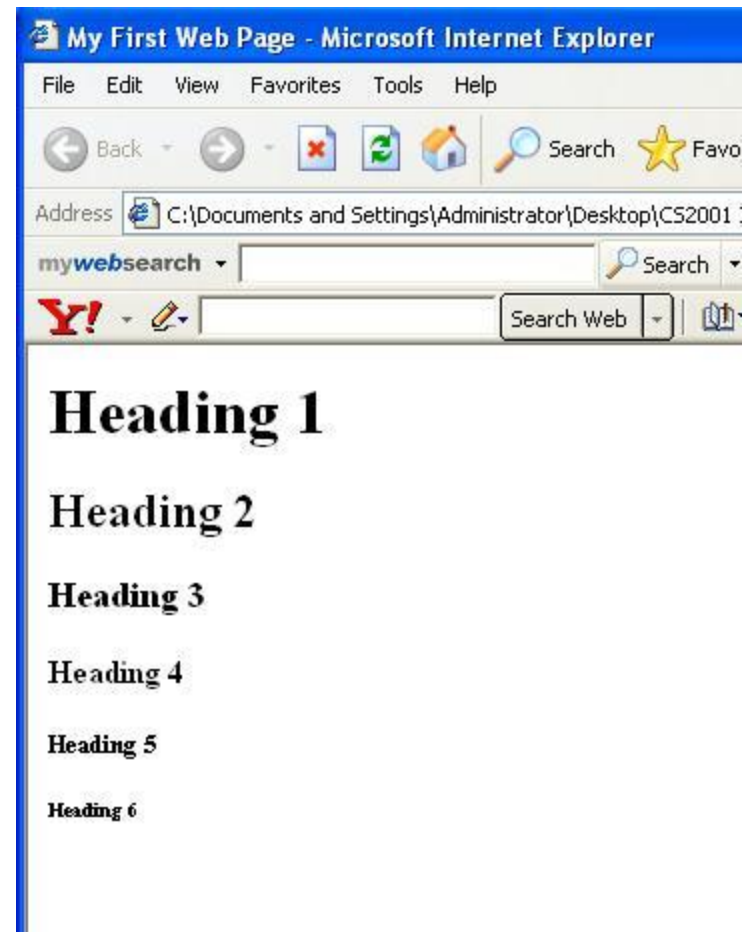 My First Web Page - Microsoft Internet Explorer
File Edit View Favorites Tools Help
Back Search Favo
Address C:\Documents and Settings\Administrator\Desktop\CS2001
mywebsearch Search
Y! Search Web
Heading 1
Heading 2
Heading 3
Heading 4
Heading 5
Heading 6